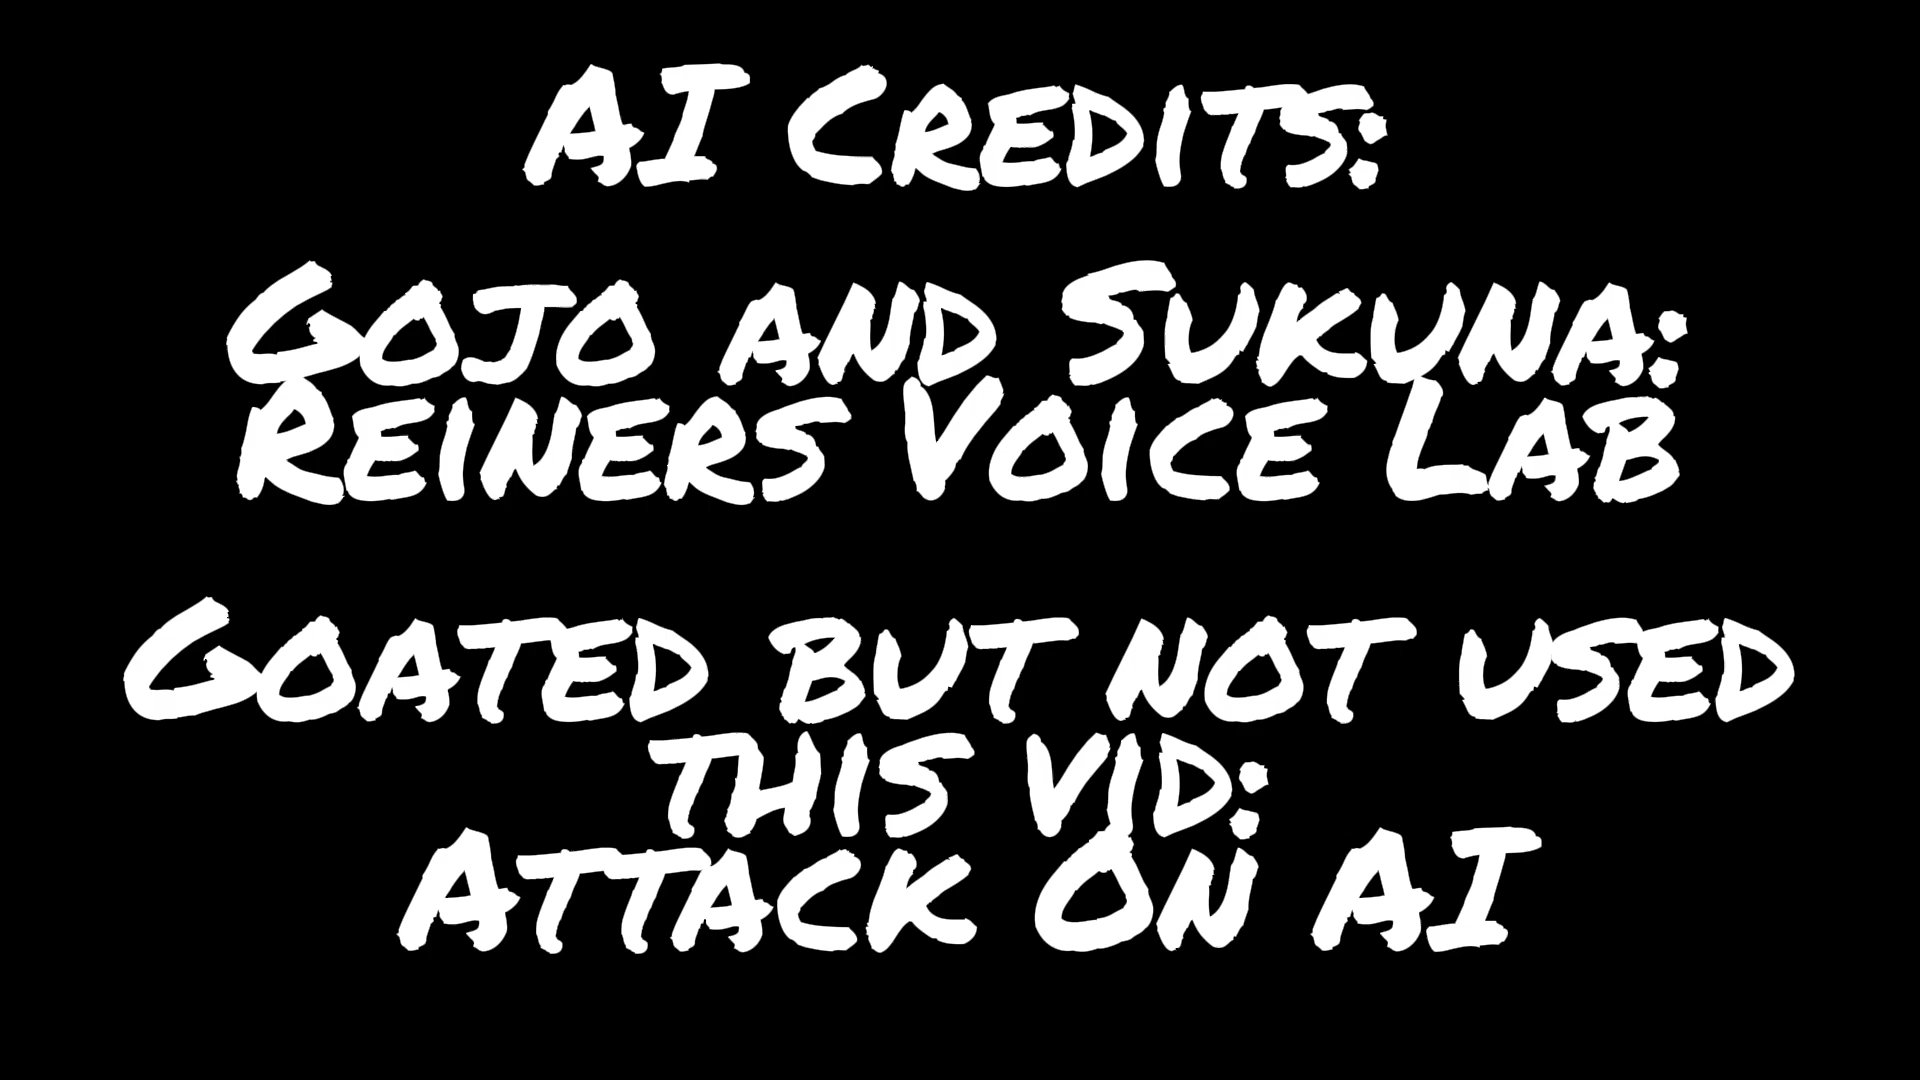 AI Credits:
Gojo and Sukuna:
Reiners Voice Lab
Goated but not used
this vid:
Attack On AI